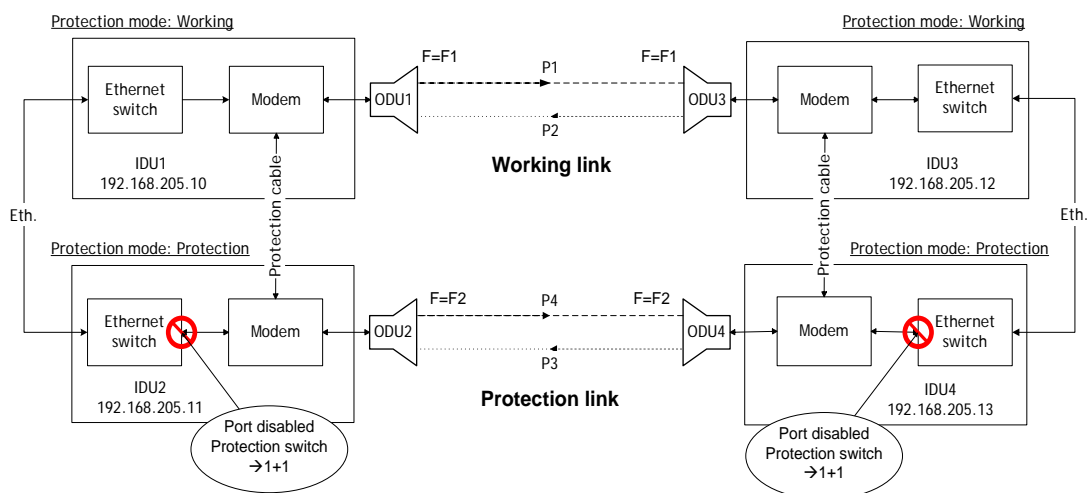 Protection mode: Working
Protection mode: Working
F=F1
P1
F=F1
Ethernet
switch
Modem
ODU1
ODU3
Modem
Ethernet
switch
P2
IDU1
192.168.205.10
Working link
IDU3
192.168.205.12
Protection cable
Protection cable
Eth.
Eth.
Protection mode: Protection
Protection mode: Protection
F=F2
P4
F=F2
Ethernet
switch
Modem
ODU2
ODU4
Modem
Ethernet
switch
P3
IDU2
192.168.205.11
Protection link
IDU4
192.168.205.13
Port disabled
Protection switch
→1+1
Port disabled
Protection switch
→1+1